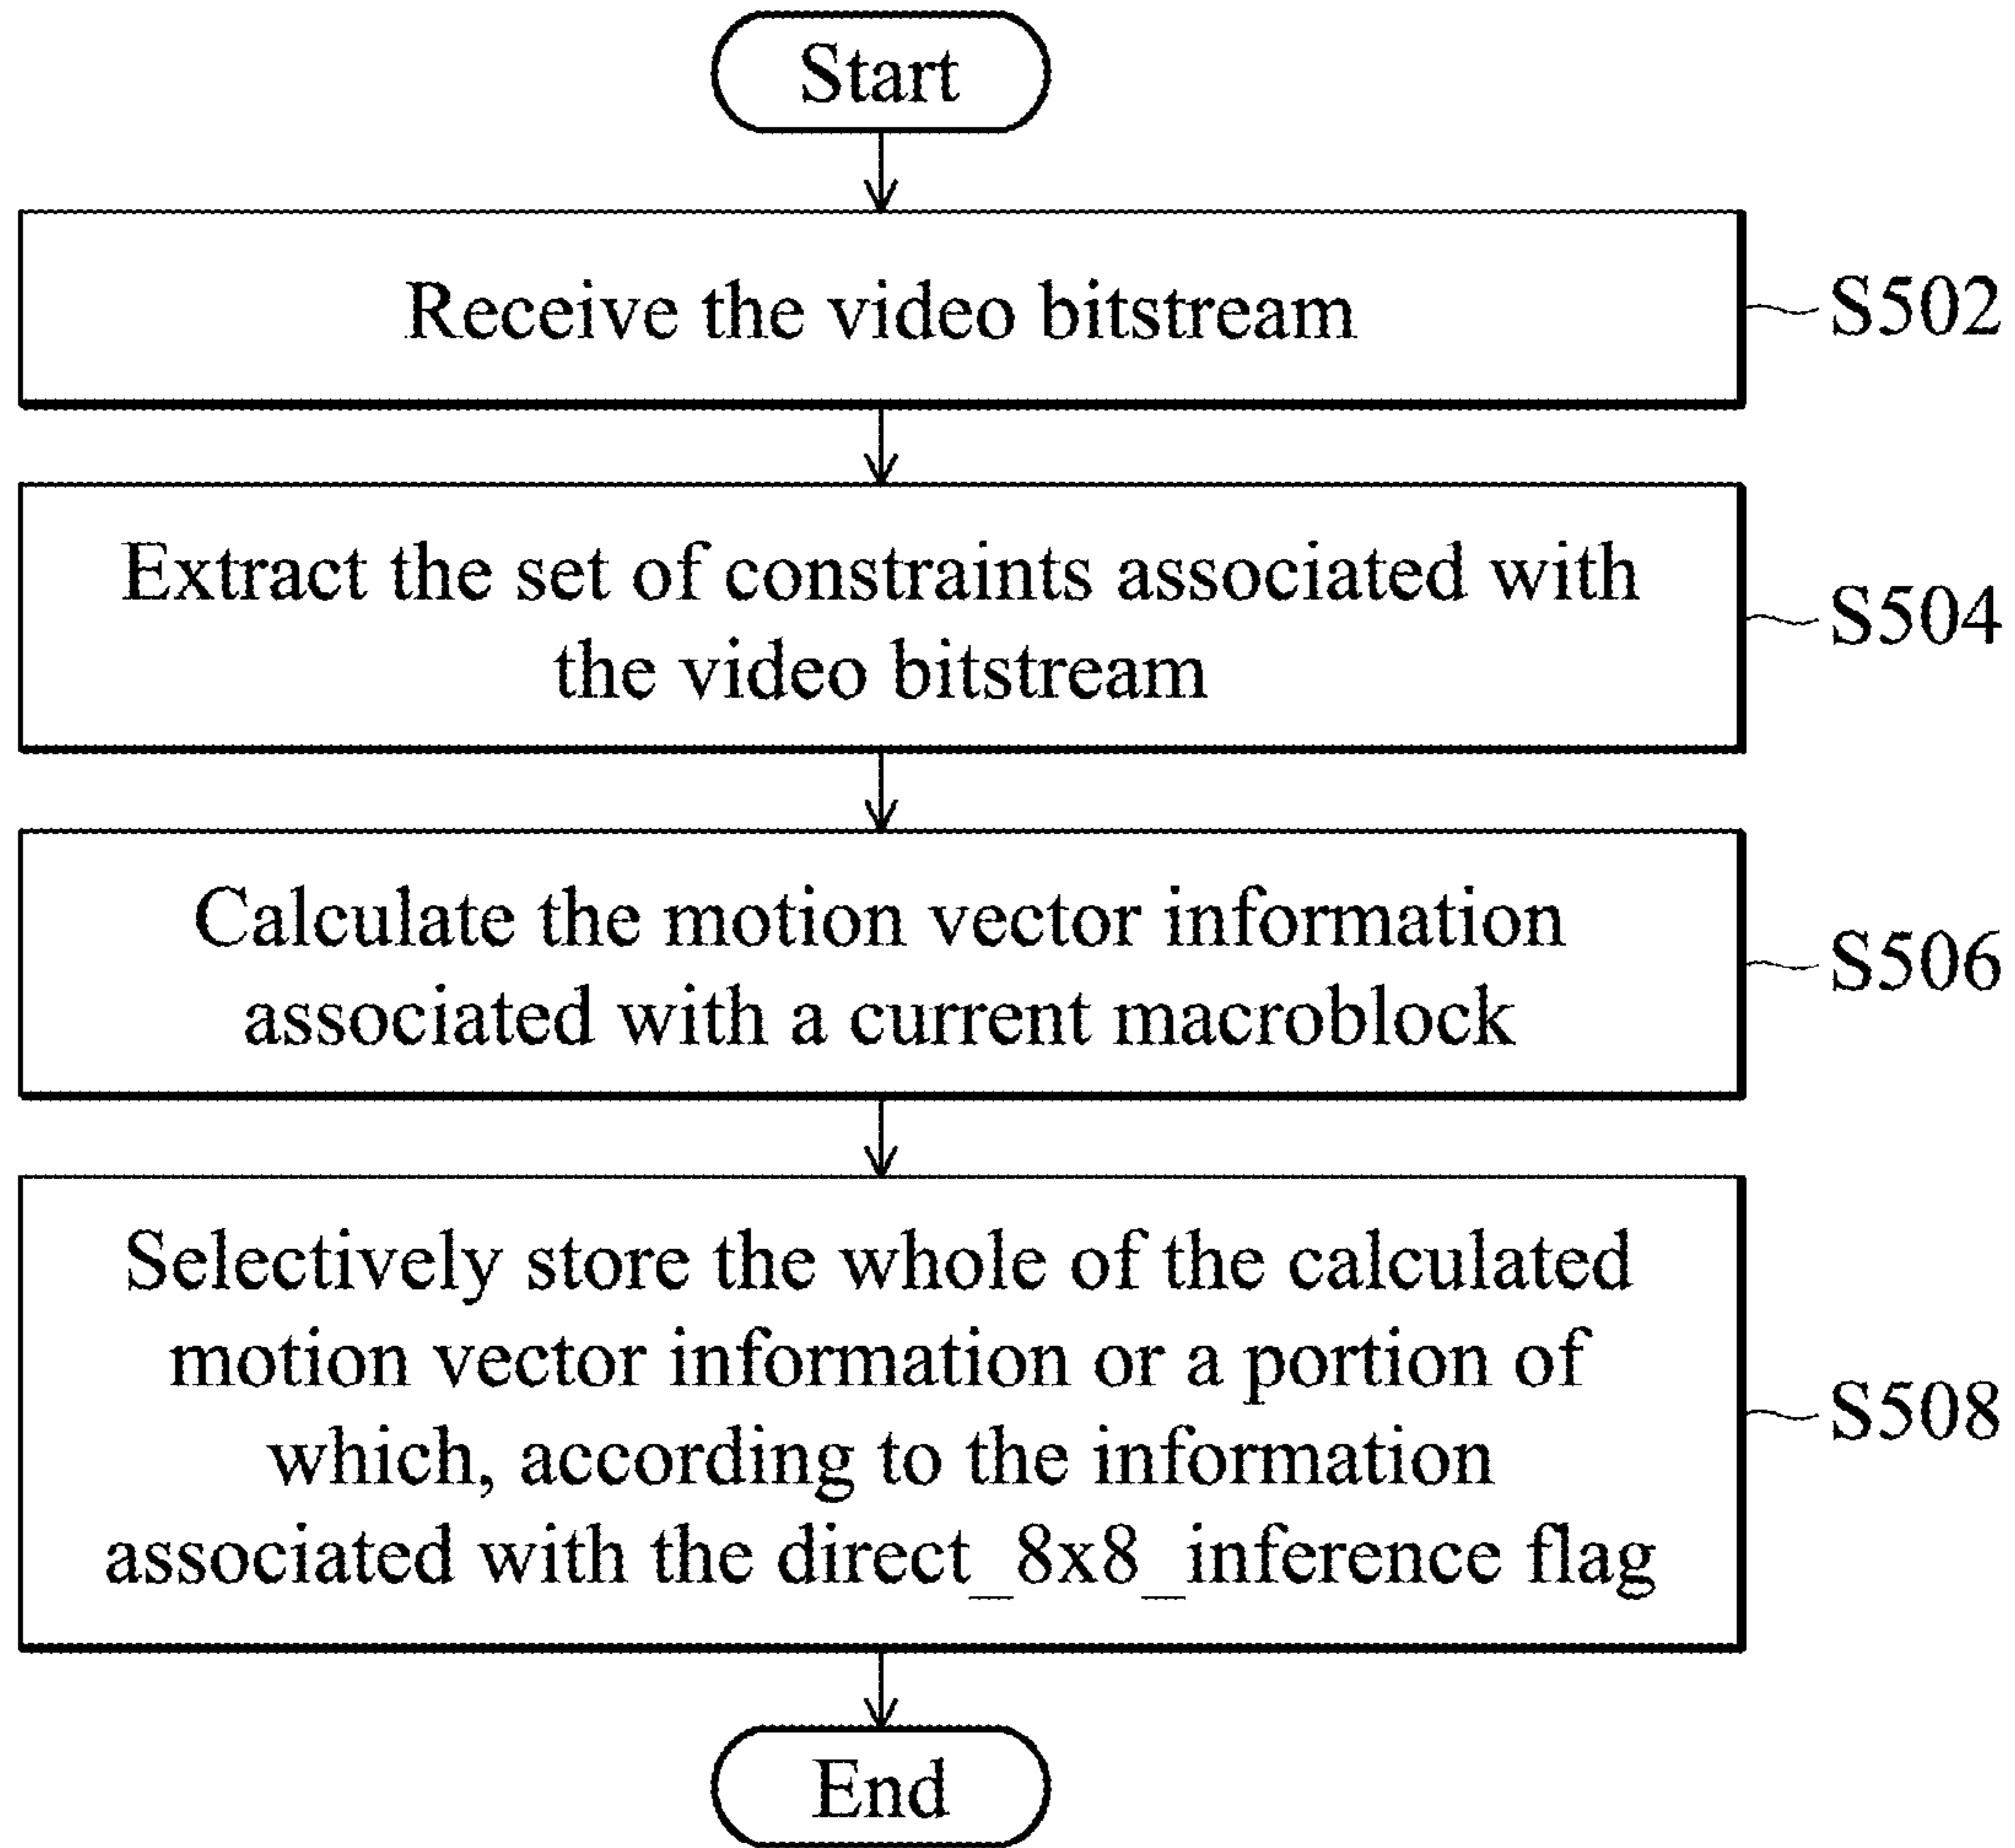 Start
Receive the video bitstream
S502
Extract the set of constraints associated with
the video bitstream
S504
Calculate the motion vector information
associated with a current macroblock
S506
Selectively store the whole of the calculated
motion vector information or a portion of
which, according to the information
associated with the direct_8x8_inference flag
S508
End